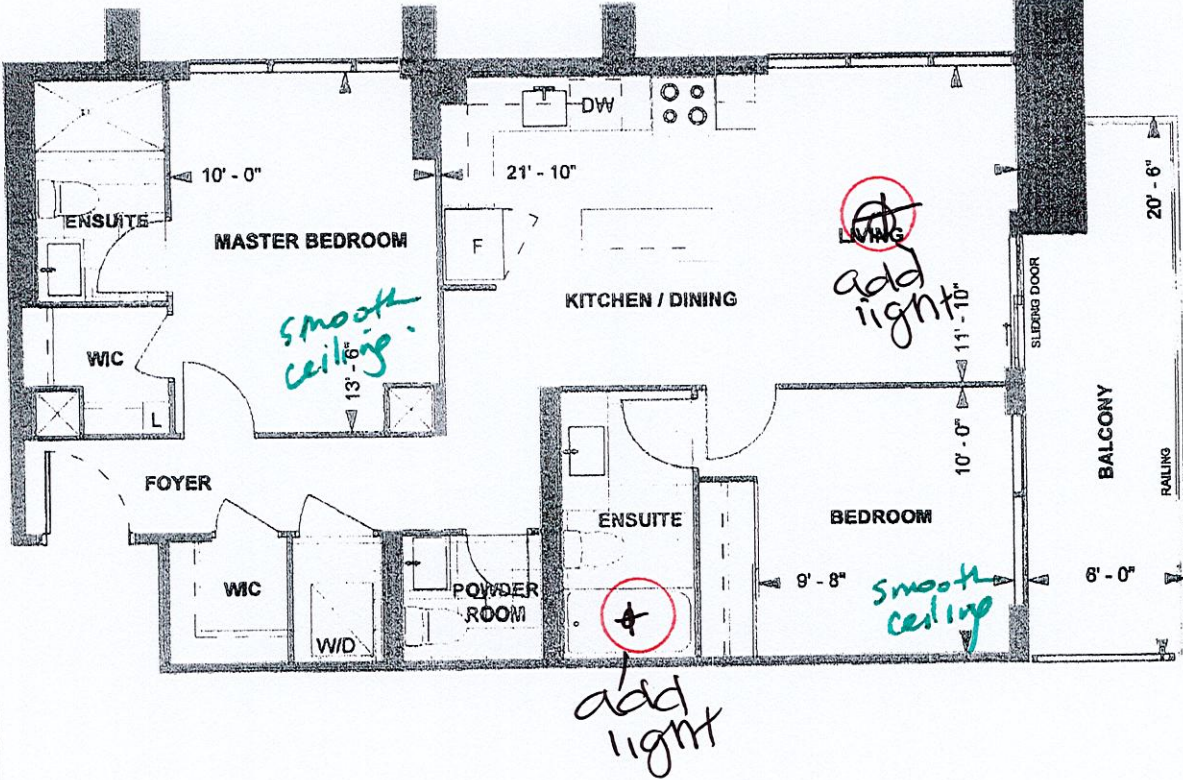 DW
10' - 0"
21' - 10"
20' - 6"
ENSUITE
MASTER BEDROOM
F
LIVING
add
light
KITCHEN / DINING
11' - 10"
SLIDING DOOR
smooth
ceiling.
13' - 6"
WIC
L
FOYER
10' - 0"
BALCONY
RAILING
ENSUITE
BEDROOM
WIC
W/D
POWDER
ROOM
9' - 8"
6' - 0"
smooth
ceiling
add
light